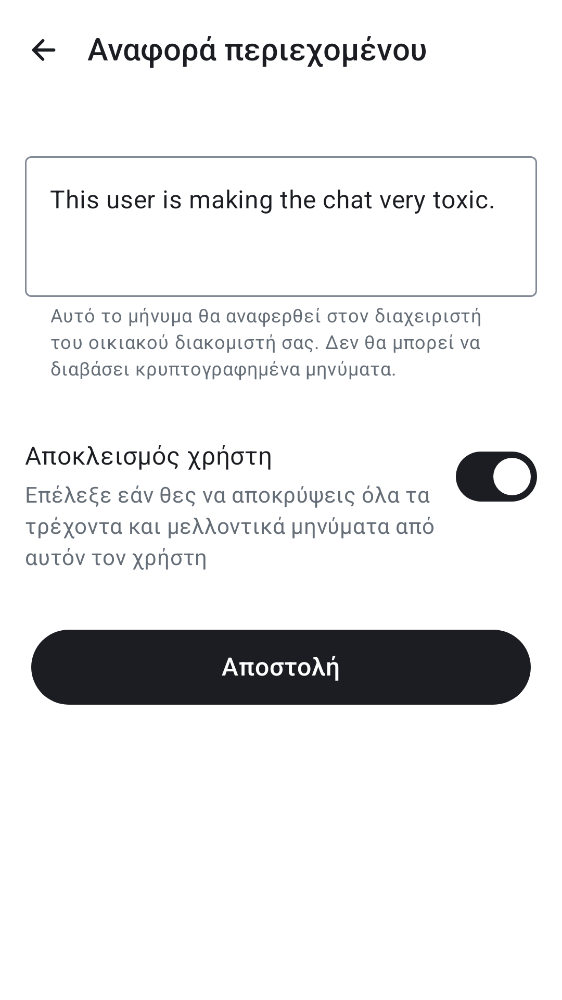 Αναφορά περιεχομένου
This user is making the chat very toxic.
Αυτό το μήνυμα θα αναφερθεί στον διαχειριστή
του οικιακού διακομιστή σας. Δεν θα μπορεί να
διαβάσει κρυπτογραφημένα μηνύματα.
Αποκλεισμός χρήστη
Επέλεξε εάν θες να αποκρύψεις όλα τα
τρέχοντα και μελλοντικά μηνύματα από
αυτόν τον χρήστη
Αποστολή